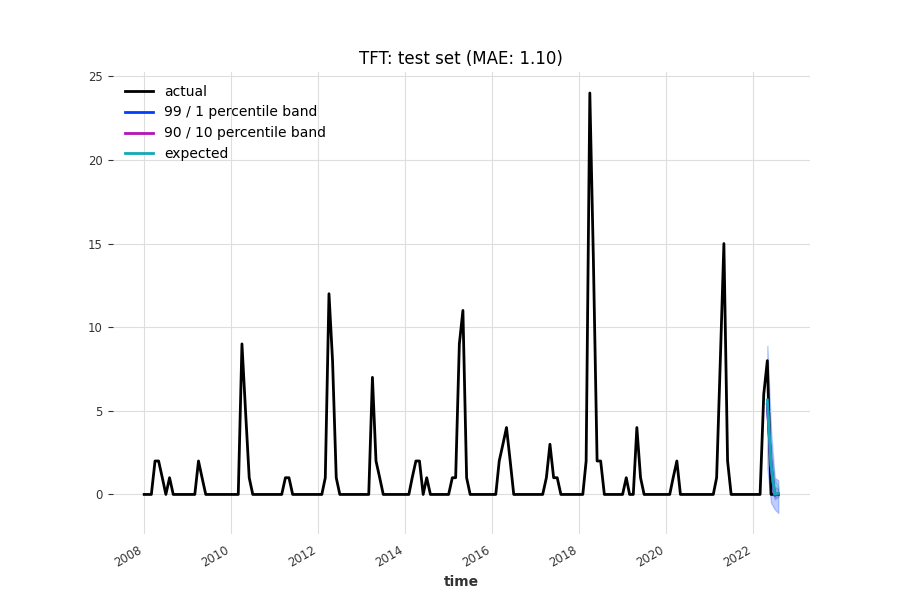 TFT: test set (MAE: 1.10)
25
20
15
10
5
0
actual
99 / 1 percentile band
90 / 10 percentile band
expected
2008
2010
2012
2014
2016
2018
2020
2022
time